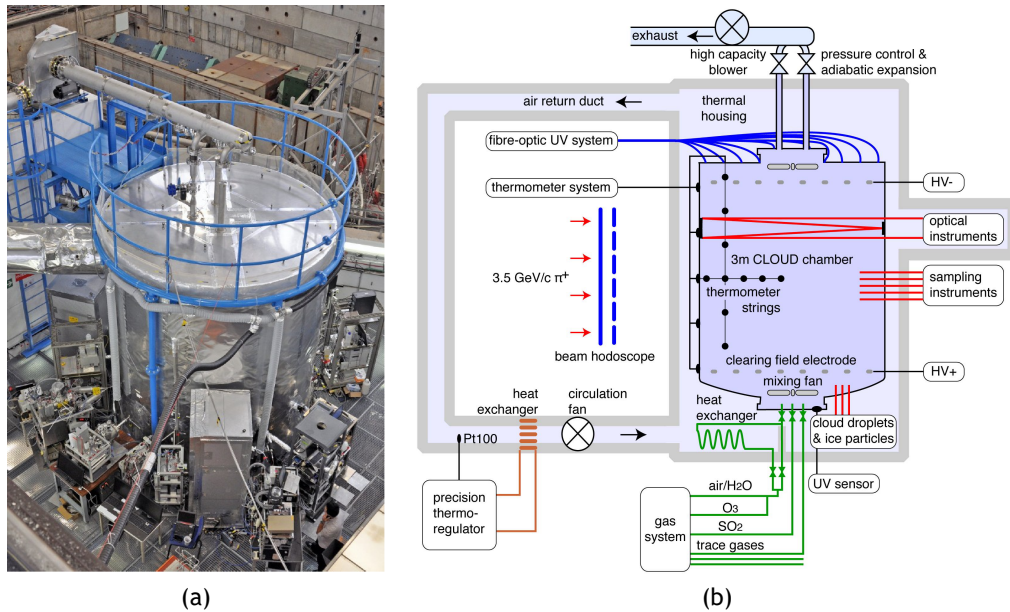 exhaust
high capacity
blower
pressure control &
adiabatic expansion
air return duct
thermal
housing
fibre-optic UV system
thermometer system
HV-
optical
instruments
3.5 GeV/c π+
3m CLOUD chamber
sampling
instruments
thermometer
strings
beam hodoscope
clearing field electrode
HV+
mixing fan
heat
exchanger
circulation
fan
heat
exchanger
cloud droplets
& ice particles
Pt100
UV sensor
precision
thermo-
regulator
gas
system
air/H2O
O3
SO2
trace gases
(a)
(b)